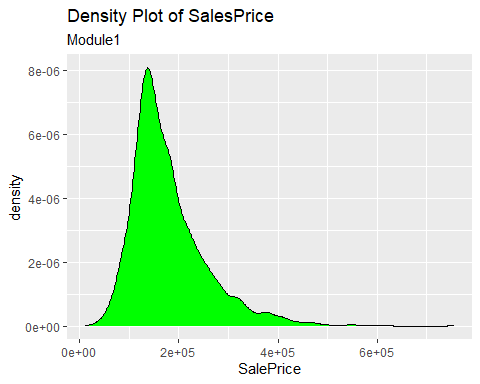 Density Plot of SalesPrice
Module1
8e-06
6e-06
4e-06
2e-06
0e+00
density
0e+00 2e+05 4e+05 6e+05
SalePrice